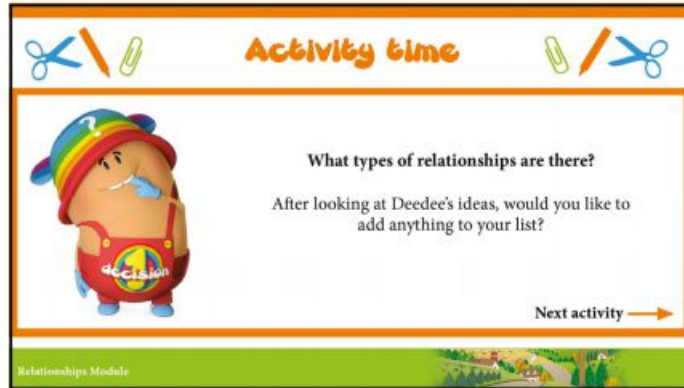 Activity time
?
What types of relationships are there?
After looking at Deedee's ideas, would you like to
add anything to your list?
1
decision
Next activity
Relationships Module